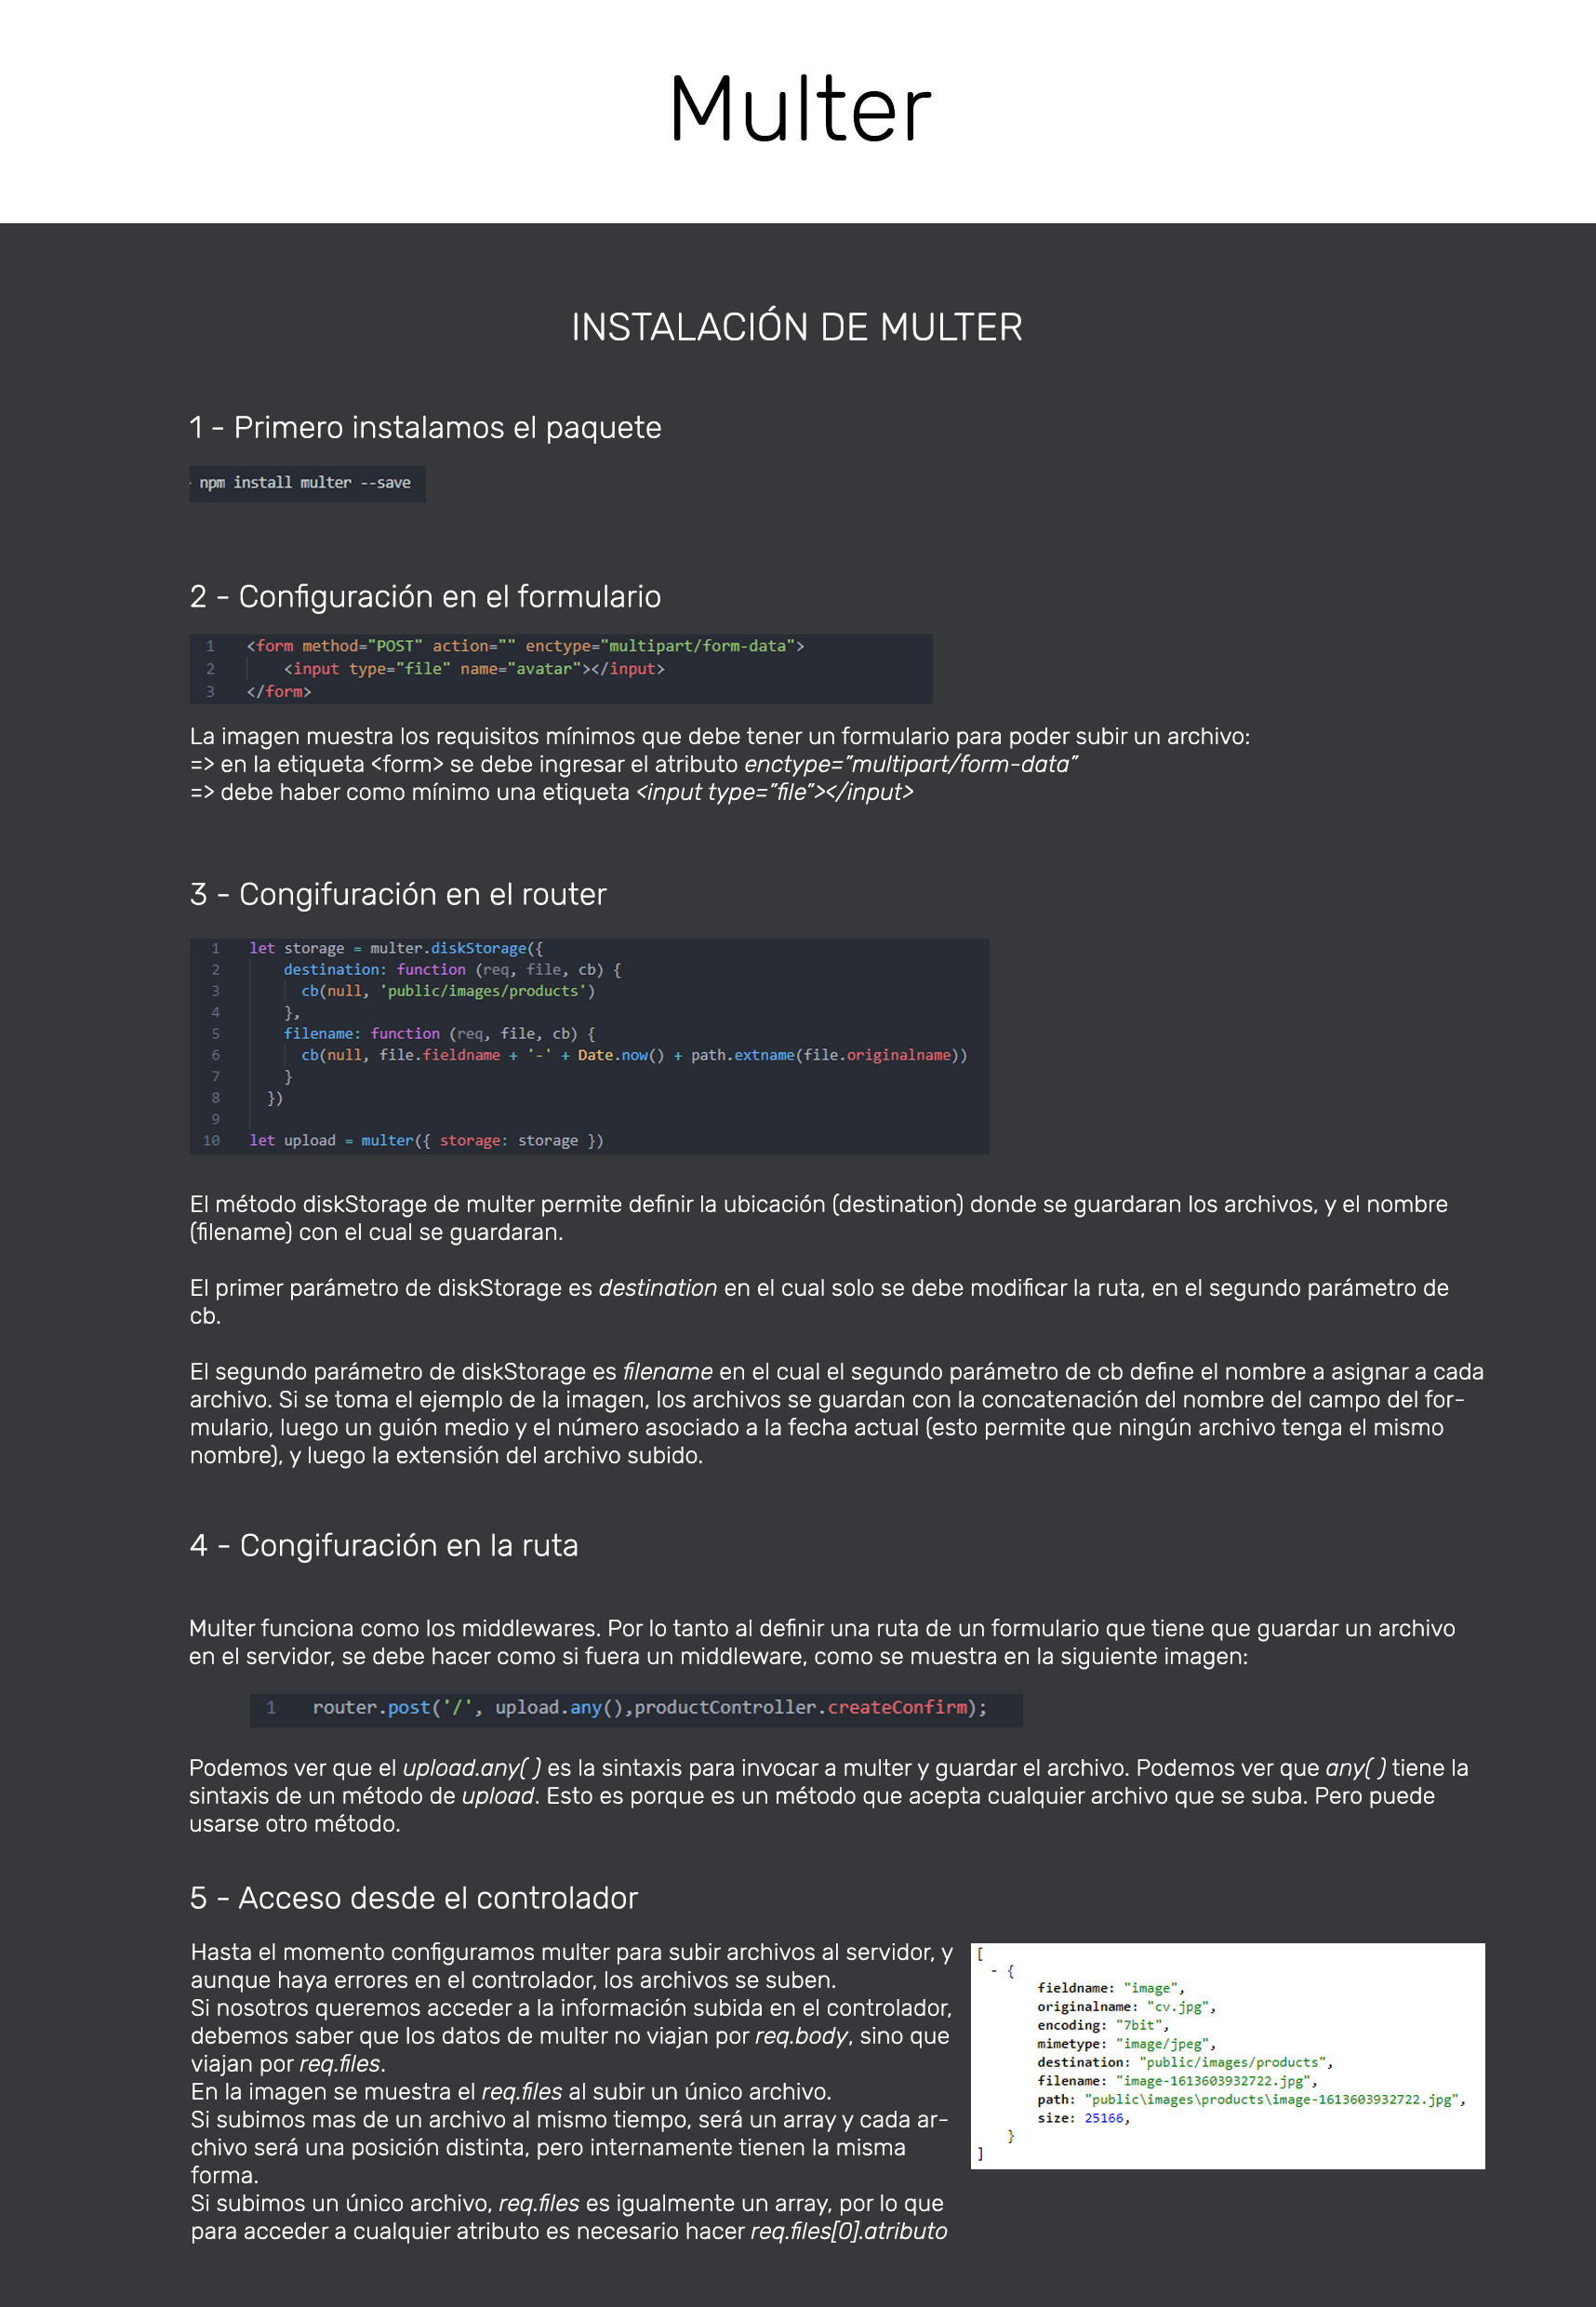 Multer
INSTALACIÓN DE MULTER
1 - Primero instalamos el paquete
npm install multer --save
2 - Configuración en el formulario
1 <form method="POST" action="" enctype="multipart/form-data">
2 <input type="file" name="avatar"></input>
3 </form>
La imagen muestra los requisitos mínimos que debe tener un formulario para poder subir un archivo:
=> en la etiqueta <form> se debe ingresar el atributo enctype="multipart/form-data"
=> debe haber como mínimo una etiqueta <input type="file"></input>
3 - Congifuración en el router
1 let storage = multer.diskStorage({
2 destination: function (req, file, cb) {
3 cb(null, 'public/images/products')
4 },
5 filename: function (req, file, cb) {
6 cb(null, file.fieldname + '-' + Date.now() + path.extname(file.originalname))
7 }
8 })
9
10 let upload = multer({ storage: storage })
El método diskStorage de multer permite definir la ubicación (destination) donde se guardaran los archivos, y el nombre
(filename) con el cual se guardaran.
El primer parámetro de diskStorage es destination en el cual solo se debe modificar la ruta, en el segundo parámetro de
cb.
El segundo parámetro de diskStorage es filename en el cual el segundo parámetro de cb define el nombre a asignar a cada
archivo. Si se toma el ejemplo de la imagen, los archivos se guardan con la concatenación del nombre del campo del for-
mulario, luego un guión medio y el número asociado a la fecha actual (esto permite que ningún archivo tenga el mismo
nombre), y luego la extensión del archivo subido.
4 - Congifuración en la ruta
Multer funciona como los middlewares. Por lo tanto al definir una ruta de un formulario que tiene que guardar un archivo
en el servidor, se debe hacer como si fuera un middleware, como se muestra en la siguiente imagen:
1 router.post('/', upload.any(),productController.createConfirm);
Podemos ver que el upload.any( ) es la sintaxis para invocar a multer y guardar el archivo. Podemos ver que any( ) tiene la
sintaxis de un método de upload. Esto es porque es un método que acepta cualquier archivo que se suba. Pero puede
usarse otro método.
5 - Acceso desde el controlador
Hasta el momento configuramos multer para subir archivos al servidor, y
aunque haya errores en el controlador, los archivos se suben.
Si nosotros queremos acceder a la información subida en el controlador,
debemos saber que los datos de multer no viajan por req.body, sino que
viajan por req.files.
En la imagen se muestra el req.files al subir un único archivo.
Si subimos mas de un archivo al mismo tiempo, será un array y cada ar-
chivo será una posición distinta, pero internamente tienen la misma
forma.
Si subimos un único archivo, req.files es igualmente un array, por lo que
para acceder a cualquier atributo es necesario hacer req.files[0].atributo
[
- {
fieldname: "image",
originalname: "cv.jpg",
encoding: "7bit",
mimetype: "image/jpeg",
destination: "public/images/products",
filename: "image-1613603932722.jpg",
path: "public\images\products\image-1613603932722.jpg",
size: 25166,
}
]